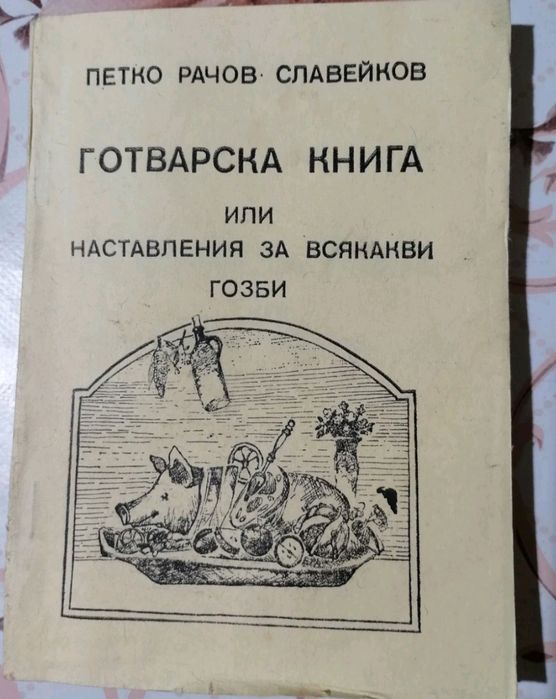 ПЕТКО РАЧОВ СЛАВЕЙКОВ
ГОТВАРСКА КНИГА
ИЛИ
НАСТАВЛЕНИЯ ЗА ВСЯКАКВИ
ГОЗБИ